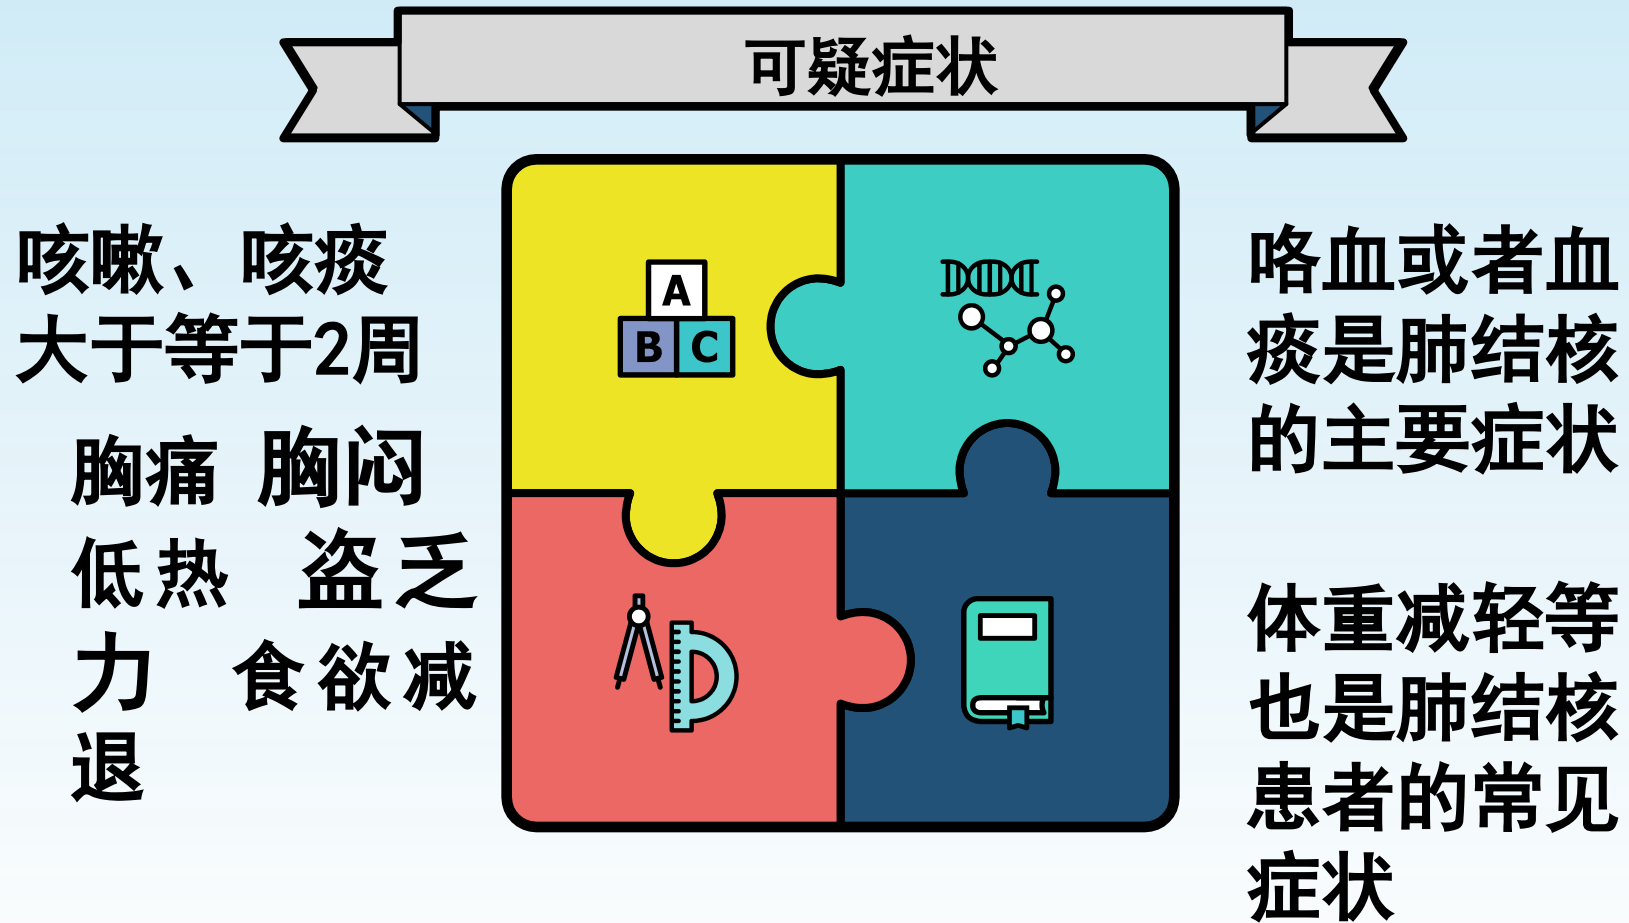 可疑症状
咳嗽、咳痰
大于等于2周
胸痛 胸闷
低热 盗乏
力 食欲减
退
A
B C
咯血或者血
痰是肺结核
的主要症状
体重减轻等
也是肺结核
患者的常见
症状